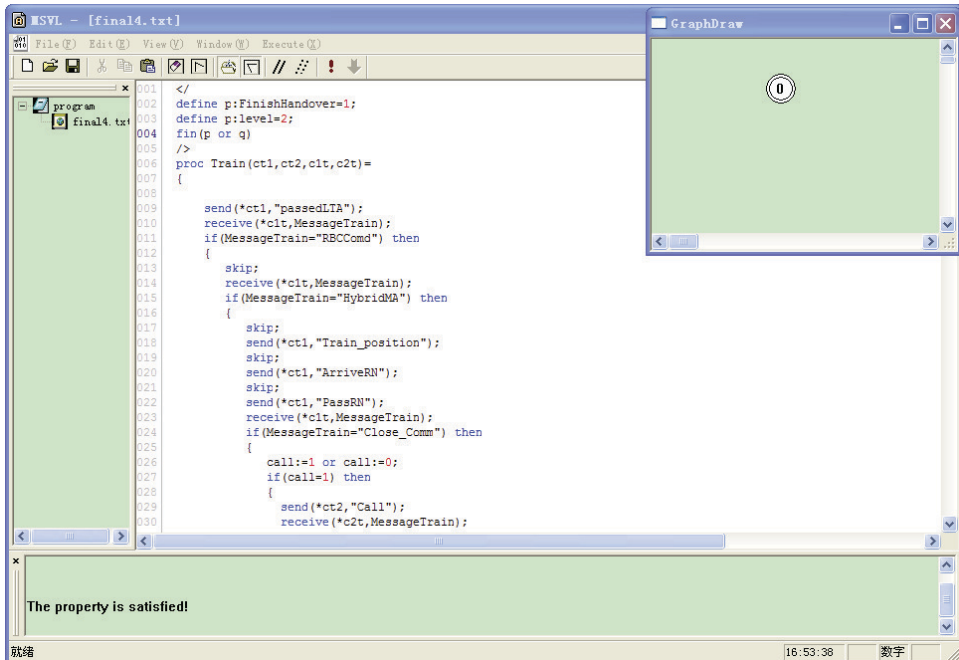 MSVL - [final4.txt]
File(F) Edit(E) View(V) Window(W) Execute(X)
program
final4.txt
001 </
002 define p:FinishHandover=1;
003 define p:level=2;
004 fin(p or q)
005 />
006 proc Train(ct1,ct2,c1t,c2t)=
007 {
008
009 send(*ct1,"passedLTA");
010 receive(*c1t,MessageTrain);
011 if(MessageTrain="RBCComd") then
012 {
013 skip;
014 receive(*c1t,MessageTrain);
015 if(MessageTrain="HybridMA") then
016 {
017 skip;
018 send(*ct1,"Train_position");
019 skip;
020 send(*ct1,"ArriveRN");
021 skip;
022 send(*ct1,"PassRN");
023 receive(*c1t,MessageTrain);
024 if(MessageTrain="Close_Comm") then
025 {
026 call:=1 or call:=0;
027 if(call=1) then
028 {
029 send(*ct2,"Call");
030 receive(*c2t,MessageTrain);
GraphDraw
0
The property is satisfied!
就绪
16:53:38
数字